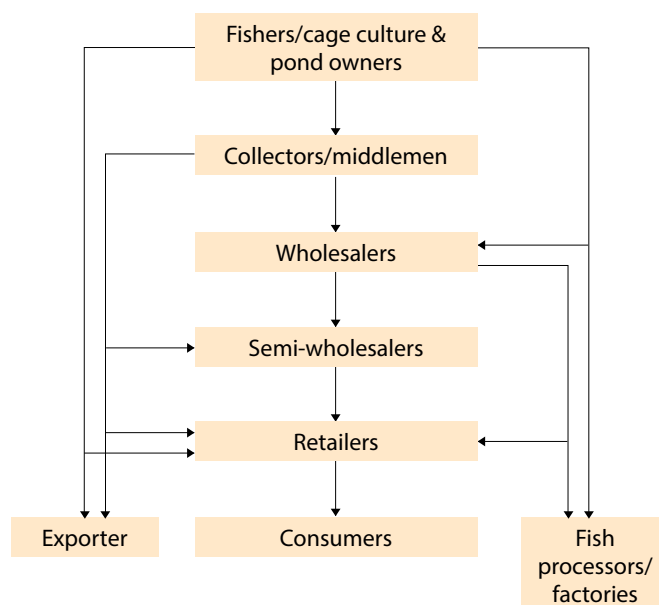 Fishers/cage culture &
pond owners
Collectors/middlemen
Wholesalers
Semi-wholesalers
Retailers
Exporter
Consumers
Fish
processors/
factories